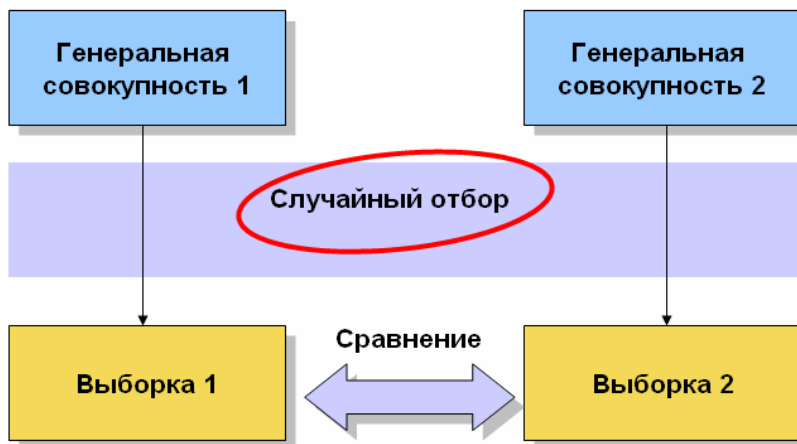 Генеральная
совокупность 1
Генеральная
совокупность 2
Случайный отбор
Сравнение
Выборка 1
Выборка 2